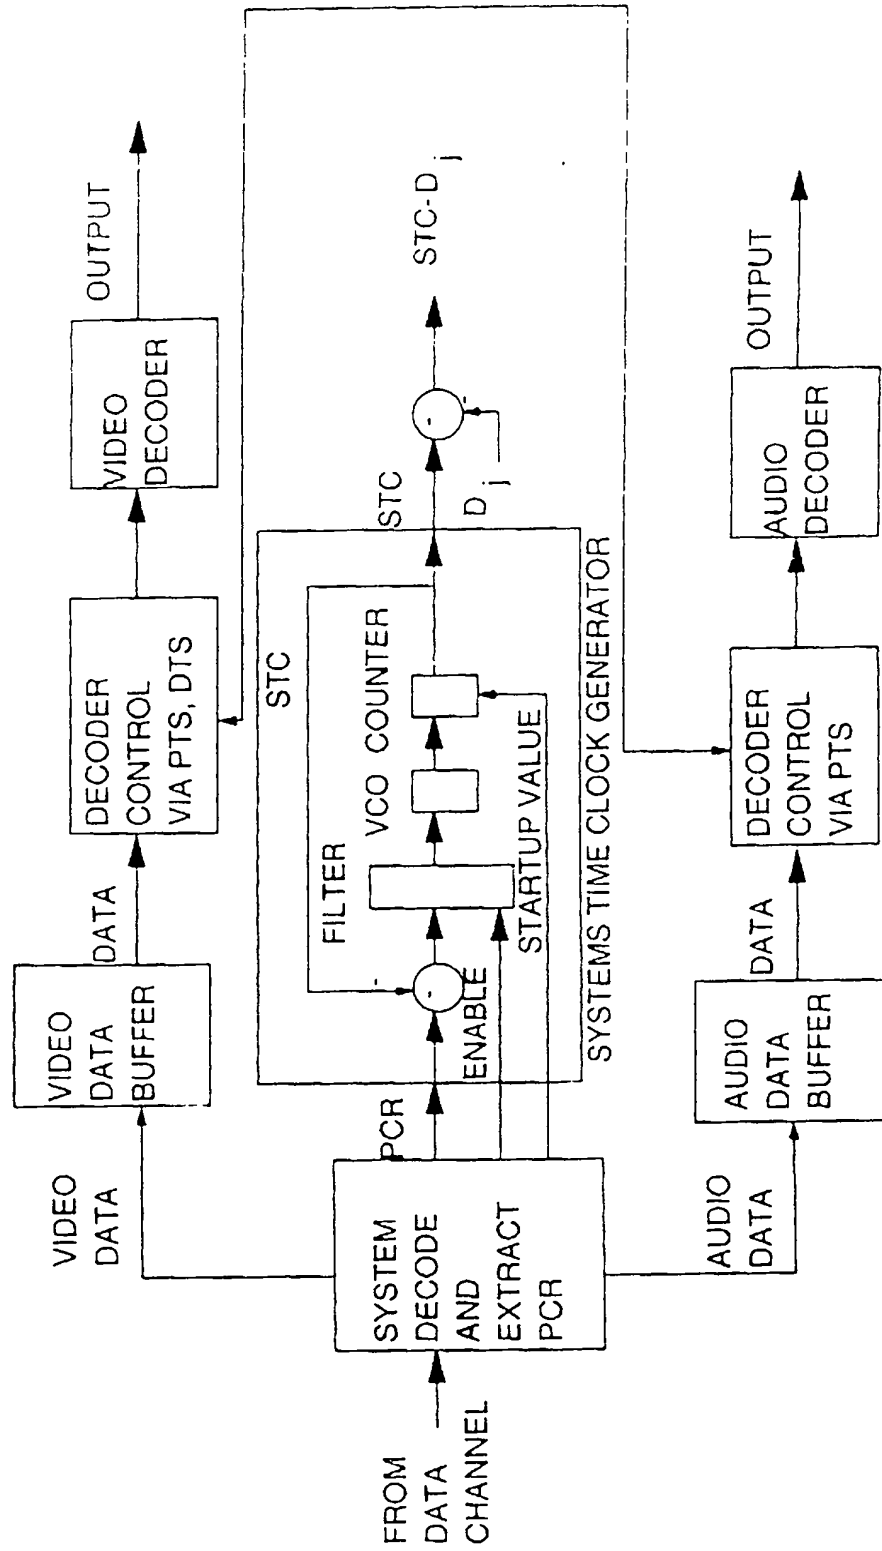 FROM
DATA
CHANNEL
SYSTEM
DECODE
AND
EXTRACT
PCR
VIDEO
DATA
VIDEO
DATA
BUFFER
DATA
DECODER
CONTROL
VIA PTS, DTS
VIDEO
DECODER
OUTPUT
PCR
ENABLE
FILTER
VCO
COUNTER
STC
STARTUP VALUE
SYSTEMS TIME CLOCK GENERATOR
STC
D j
STC-D j
AUDIO
DATA
AUDIO
DATA
BUFFER
DATA
DECODER
CONTROL
VIA PTS
AUDIO
DECODER
OUTPUT